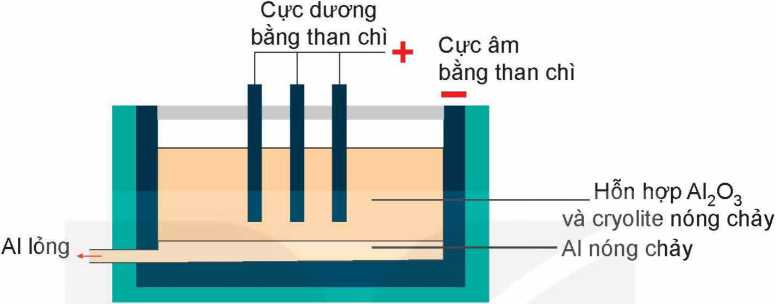 Cực dương
bằng than chì
+
Cực âm
bằng than chì
−
Hỗn hợp Al₂O₃
và cryolite nóng chảy
Al nóng chảy
Al lỏng